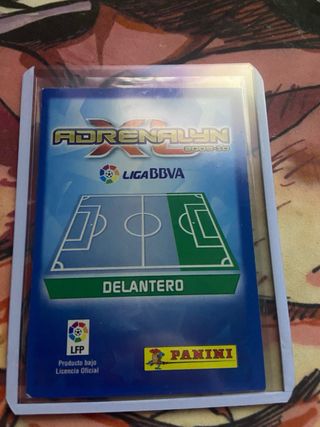 ADRENALYN
XL
2009-10
LIGA BBVA
DELANTERO
LFP
Producto bajo
Licencia Oficial
PANINI